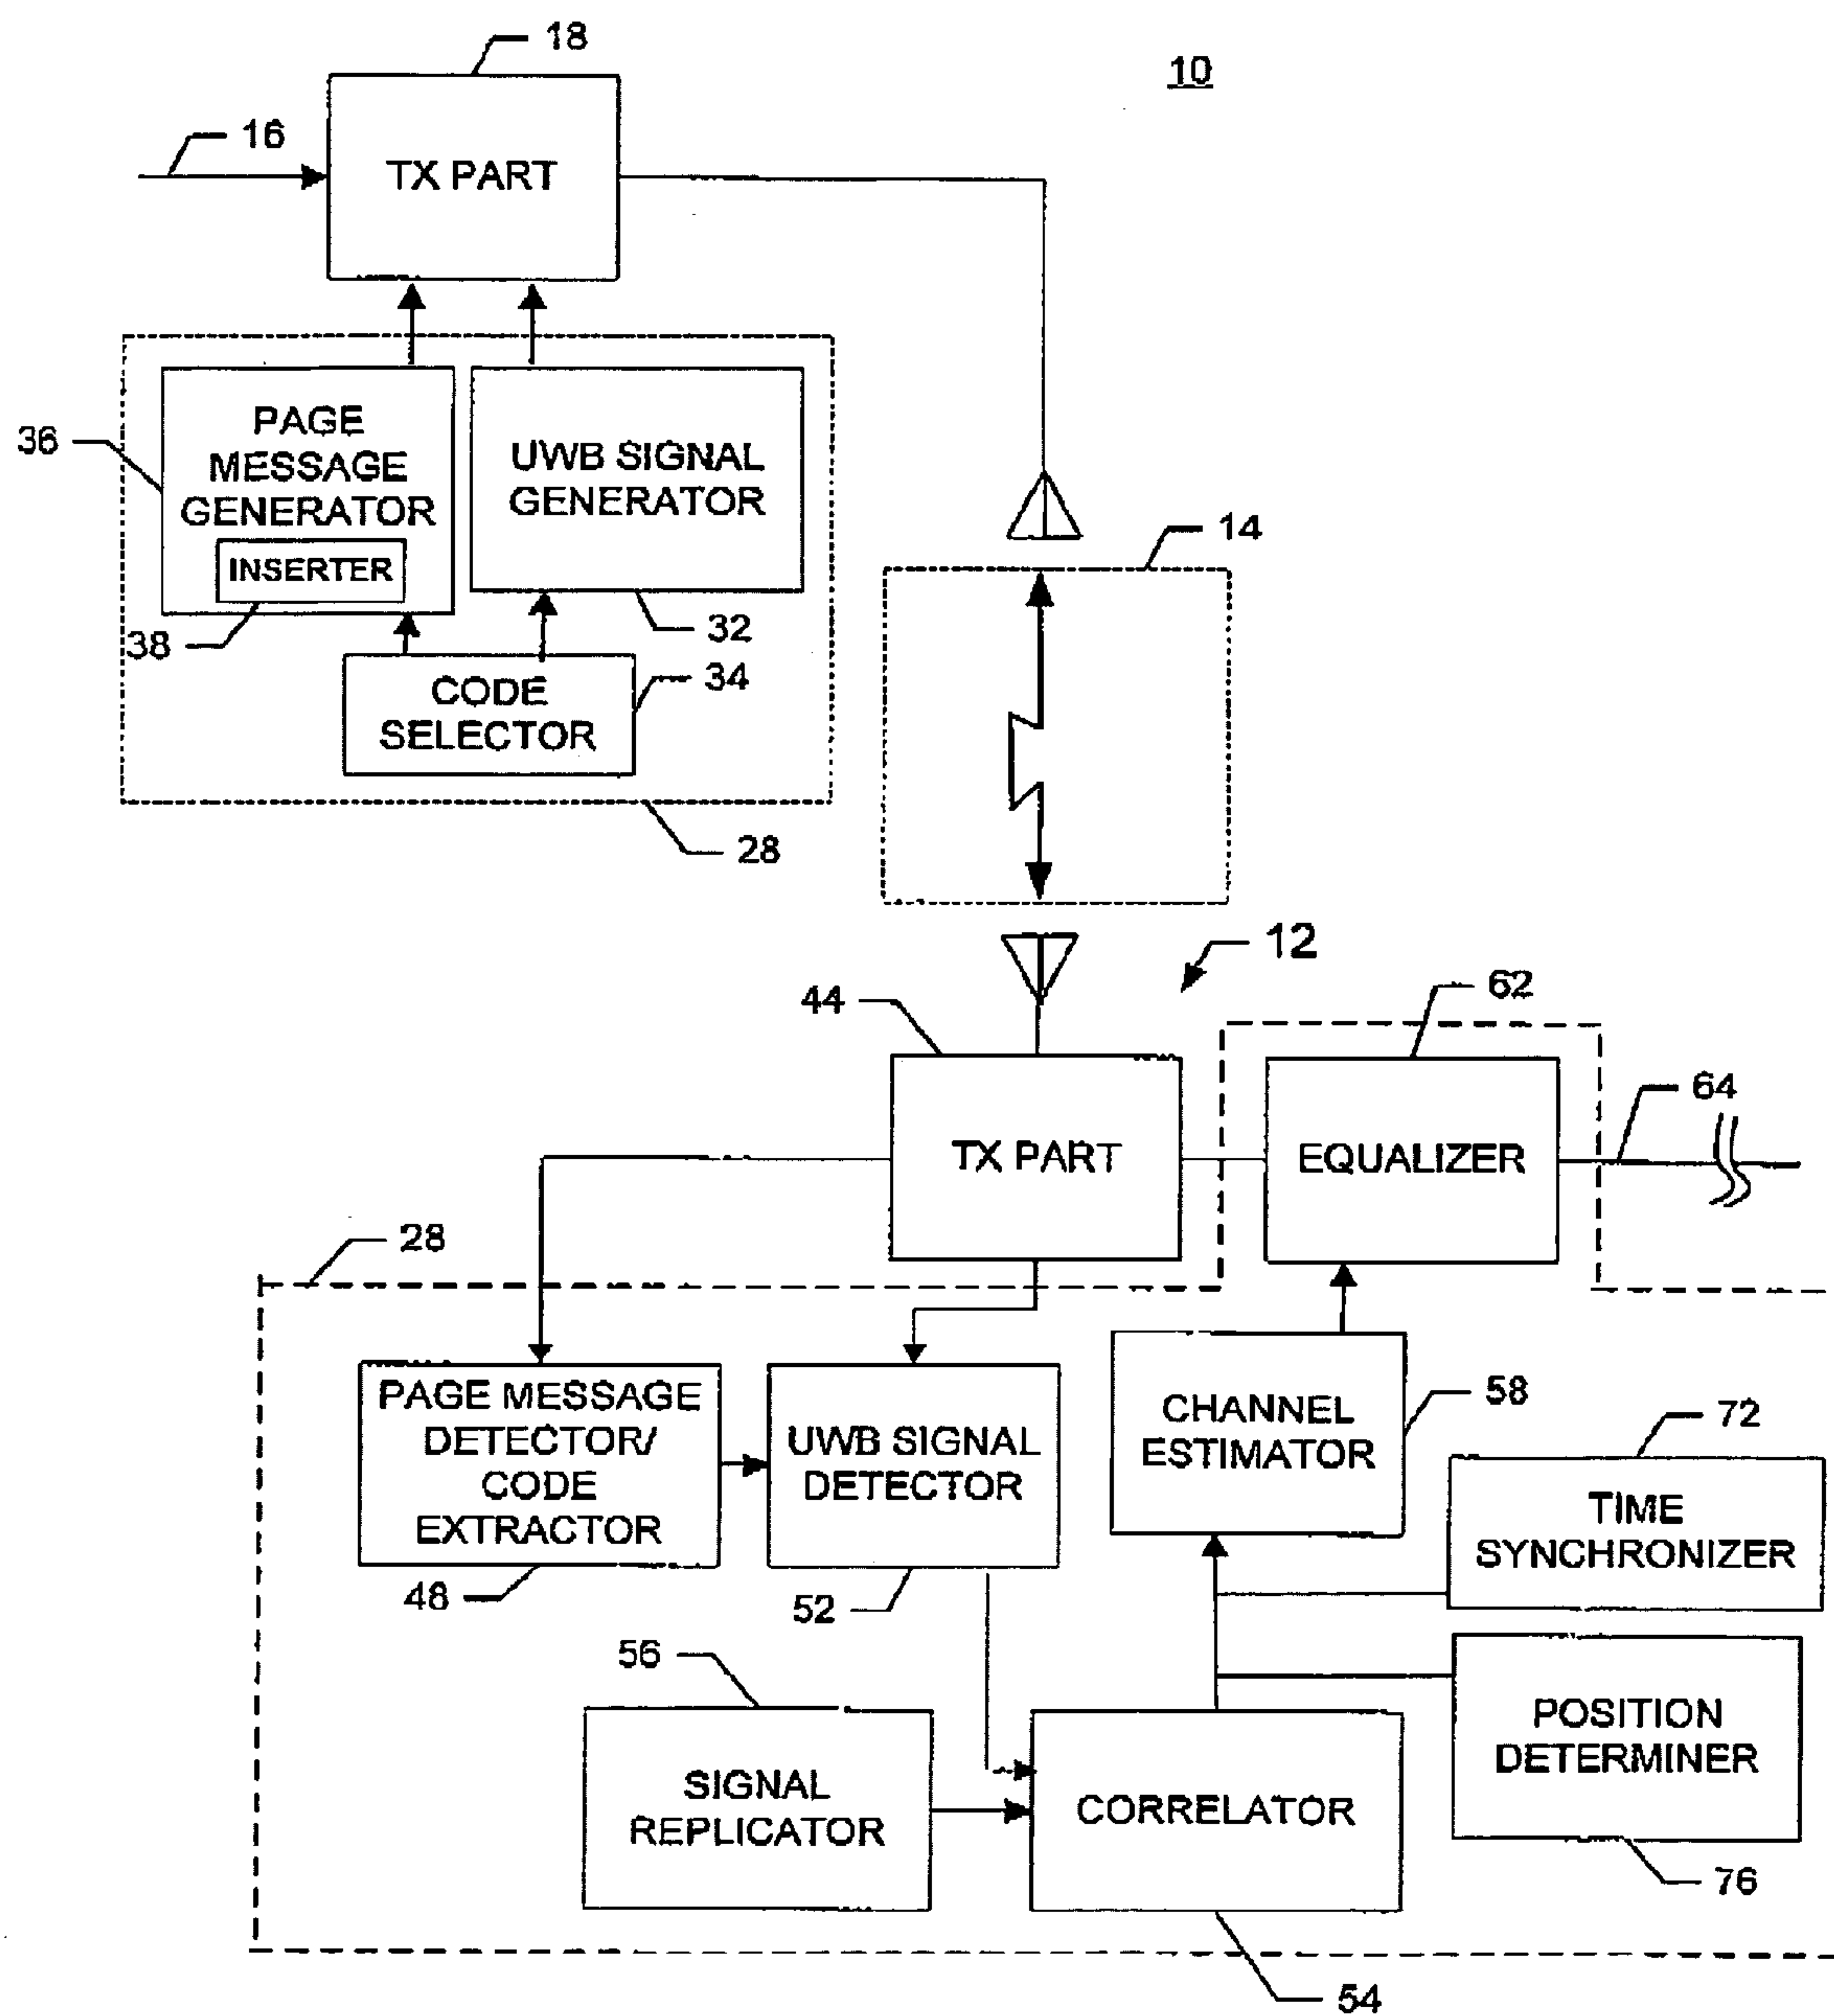 18
10
16
TX PART
36
PAGE
MESSAGE
GENERATOR
INSERTER
UWB SIGNAL
GENERATOR
14
38
32
CODE
SELECTOR
34
28
12
44
62
TX PART
EQUALIZER
64
28
PAGE MESSAGE
DETECTOR/
CODE
EXTRACTOR
UWB SIGNAL
DETECTOR
CHANNEL
ESTIMATOR
58
72
TIME
SYNCHRONIZER
48
52
56
SIGNAL
REPLICATOR
CORRELATOR
POSITION
DETERMINER
76
54